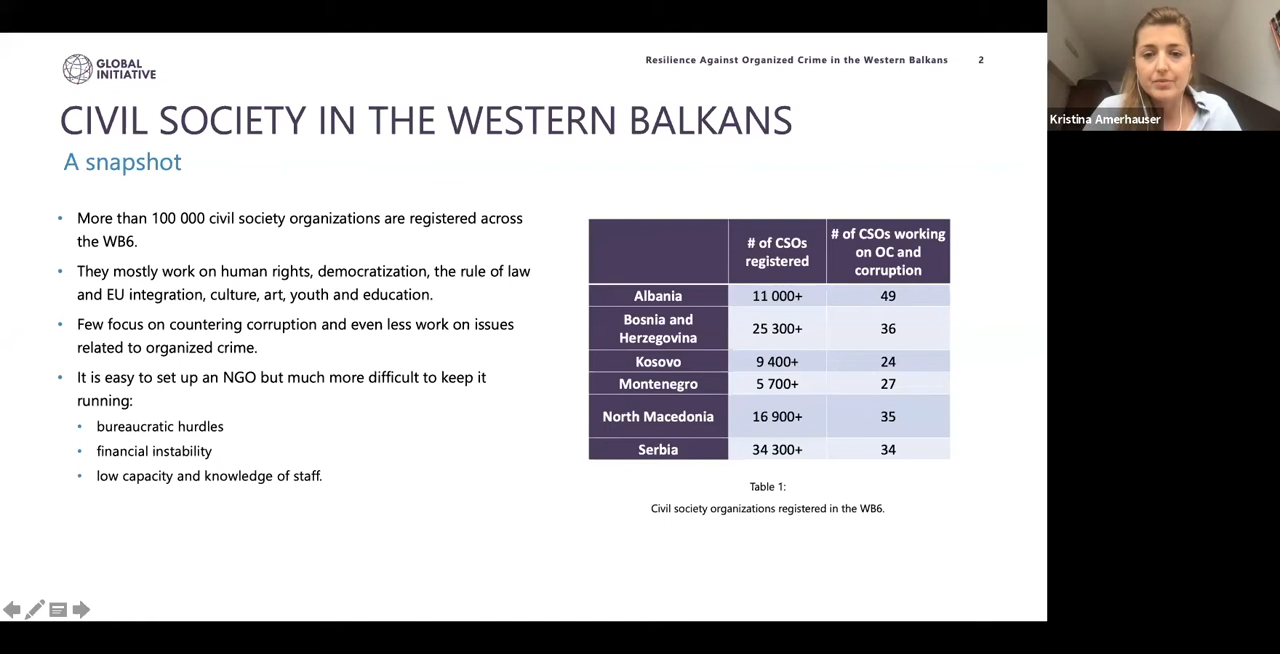 GLOBAL
INITIATIVE
Resilience Against Organized Crime in the Western Balkans 2
CIVIL SOCIETY IN THE WESTERN BALKANS
A snapshot
• More than 100 000 civil society organizations are registered across
the WB6.
• They mostly work on human rights, democratization, the rule of law
and EU integration, culture, art, youth and education.
• Few focus on countering corruption and even less work on issues
related to organized crime.
• It is easy to set up an NGO but much more difficult to keep it
running:
• bureaucratic hurdles
• financial instability
• low capacity and knowledge of staff.
# of CSOs
registered
# of CSOs working
on OC and
corruption
Albania 11 000+ 49
Bosnia and
Herzegovina 25 300+ 36
Kosovo 9 400+ 24
Montenegro 5 700+ 27
North Macedonia 16 900+ 35
Serbia 34 300+ 34
Table 1:
Civil society organizations registered in the WB6.
Kristina Amerhauser